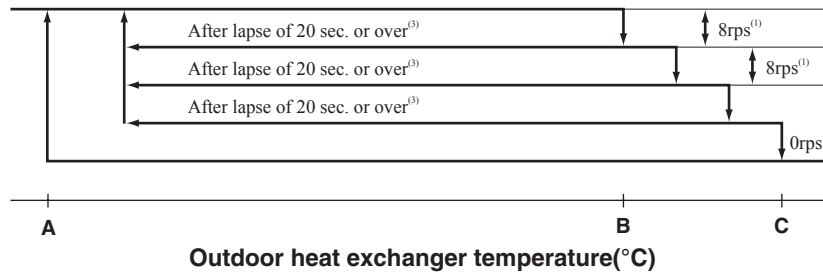 After lapse of 20 sec. or over(3)
8rps(1)
After lapse of 20 sec. or over(3)
8rps(1)
After lapse of 20 sec. or over(3)
0rps
A B C
Outdoor heat exchanger temperature(°C)